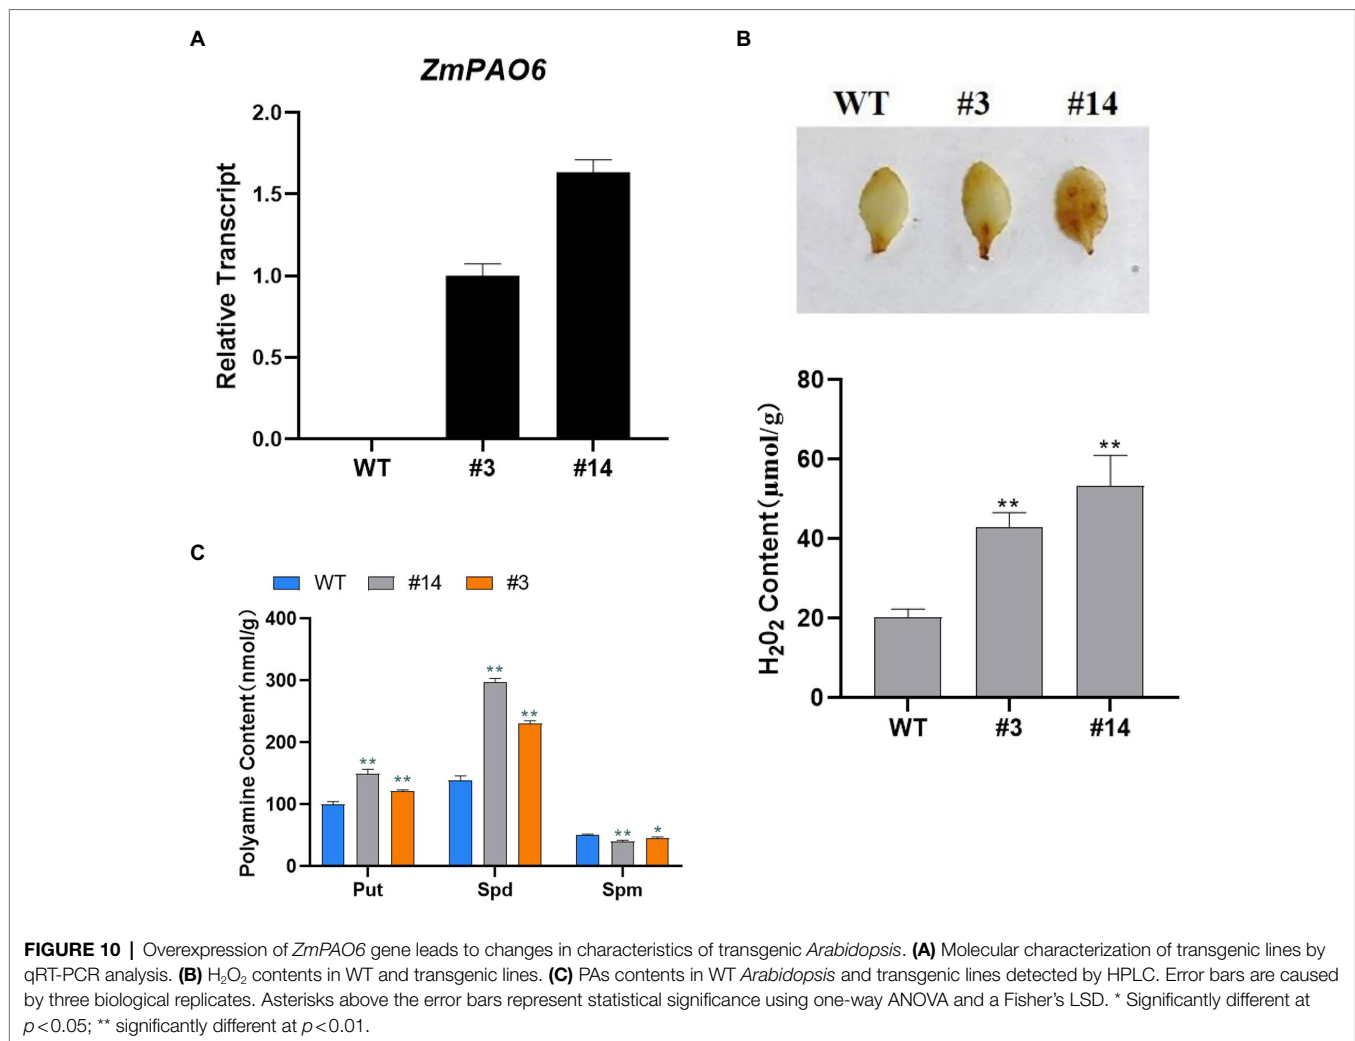 A
ZmPAO6
Relative Transcript
2.0
1.5
1.0
0.5
0.0
WT #3 #14
B
WT #3 #14
H₂0₂ Content(μmol/g)
80
60
40
20
0
** **
WT #3 #14
C
WT #14 #3
Polyamine Content(nmol/g)
400
300
200
100
0
** ** ** ** ** *
Put Spd Spm
FIGURE 10 | Overexpression of ZmPAO6 gene leads to changes in characteristics of transgenic Arabidopsis. (A) Molecular characterization of transgenic lines by
qRT-PCR analysis. (B) H₂O₂ contents in WT and transgenic lines. (C) PAs contents in WT Arabidopsis and transgenic lines detected by HPLC. Error bars are caused
by three biological replicates. Asterisks above the error bars represent statistical significance using one-way ANOVA and a Fisher's LSD. * Significantly different at
p<0.05; ** significantly different at p<0.01.